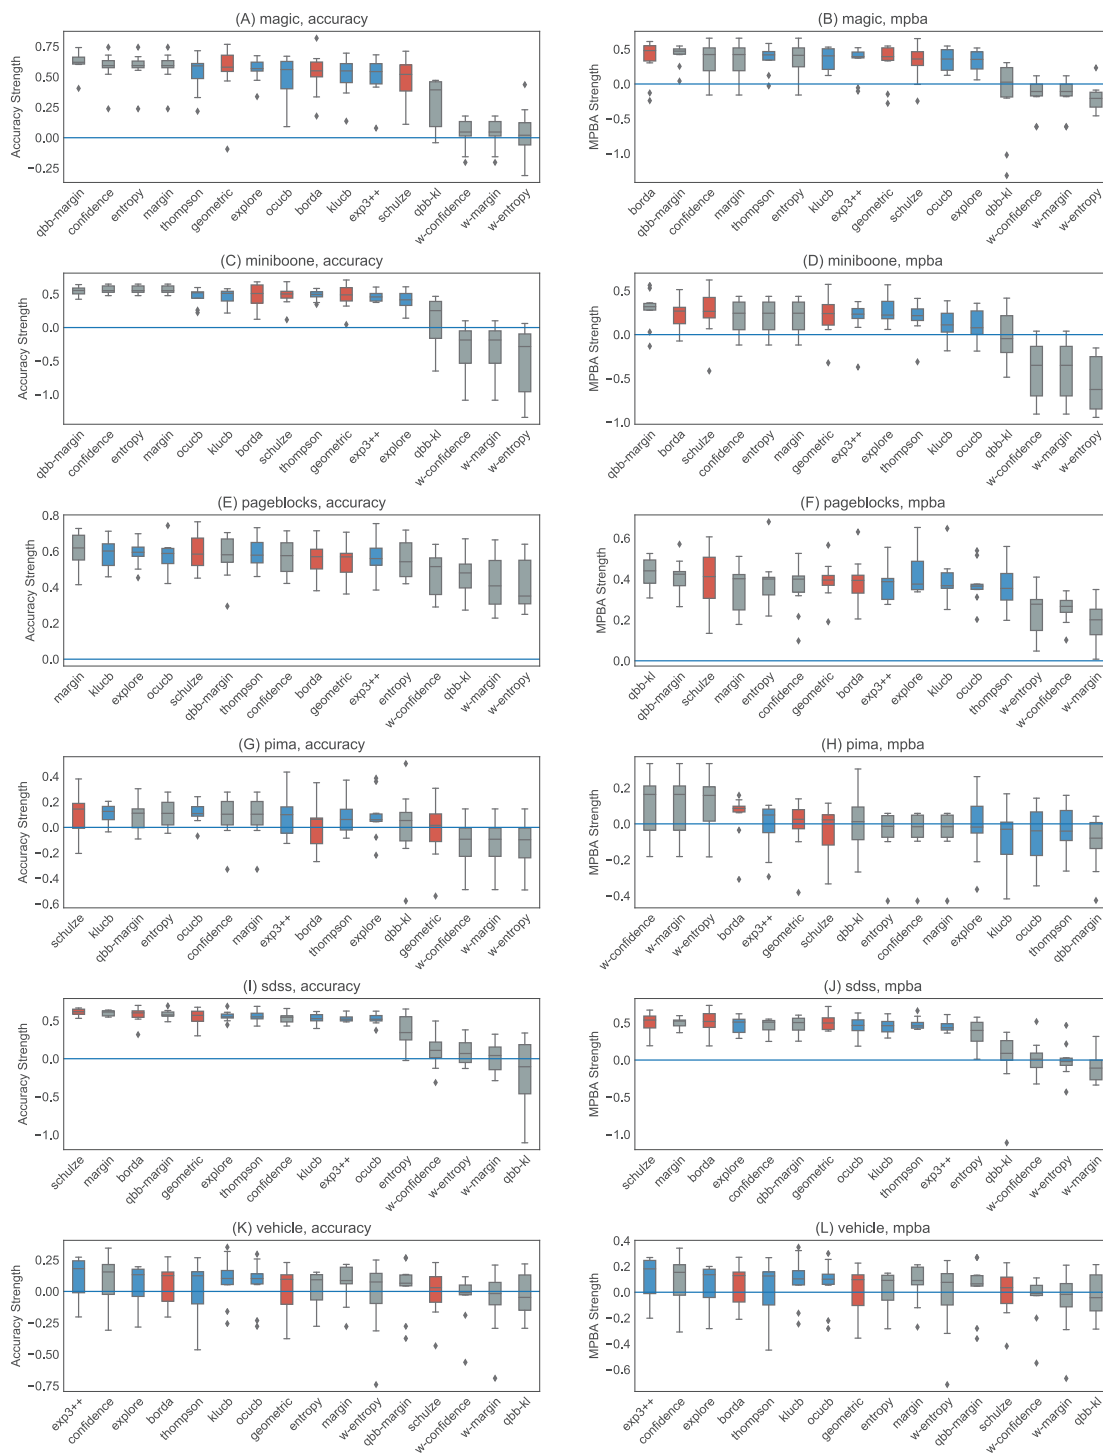 (A) magic, accuracy
Accuracy Strength
0.75
0.50
0.25
0.00
−0.25
qbb-margin
confidence
entropy
margin
thompson
geometric
explore
ocucb
borda
klucb
exp3++
schulze
qbb-kl
w-confidence
w-margin
w-entropy
(B) magic, mpba
MPBA Strength
0.5
0.0
−0.5
−1.0
borda
qbb-margin
confidence
margin
thompson
entropy
klucb
exp3++
geometric
schulze
ocucb
explore
qbb-kl
w-confidence
w-margin
w-entropy
(C) miniboone, accuracy
Accuracy Strength
0.5
0.0
−0.5
−1.0
qbb-margin
confidence
entropy
margin
ocucb
klucb
borda
schulze
thompson
geometric
exp3++
explore
qbb-kl
w-confidence
w-margin
w-entropy
(D) miniboone, mpba
MPBA Strength
0.5
0.0
−0.5
−1.0
qbb-margin
borda
schulze
confidence
entropy
margin
geometric
exp3++
explore
thompson
klucb
ocucb
qbb-kl
w-confidence
w-margin
w-entropy
(E) pageblocks, accuracy
Accuracy Strength
0.8
0.6
0.4
0.2
0.0
margin
klucb
explore
ocucb
schulze
qbb-margin
thompson
confidence
borda
geometric
exp3++
entropy
w-confidence
qbb-kl
w-margin
w-entropy
(F) pageblocks, mpba
MPBA Strength
0.6
0.4
0.2
0.0
qbb-kl
qbb-margin
schulze
margin
entropy
confidence
geometric
borda
exp3++
explore
klucb
ocucb
thompson
w-entropy
w-confidence
w-margin
(G) pima, accuracy
Accuracy Strength
0.4
0.2
0.0
−0.2
−0.4
−0.6
schulze
klucb
qbb-margin
entropy
ocucb
confidence
margin
exp3++
borda
thompson
explore
qbb-kl
geometric
w-confidence
w-margin
w-entropy
(H) pima, mpba
MPBA Strength
0.2
0.0
−0.2
−0.4
w-confidence
w-margin
w-entropy
borda
exp3++
geometric
schulze
qbb-kl
entropy
confidence
margin
explore
klucb
ocucb
thompson
qbb-margin
(I) sdss, accuracy
Accuracy Strength
0.5
0.0
−0.5
−1.0
schulze
margin
borda
qbb-margin
geometric
explore
thompson
confidence
klucb
exp3++
ocucb
entropy
w-confidence
w-entropy
w-margin
qbb-kl
(J) sdss, mpba
MPBA Strength
0.5
0.0
−0.5
−1.0
schulze
margin
borda
explore
confidence
qbb-margin
geometric
ocucb
klucb
thompson
exp3++
entropy
qbb-kl
w-confidence
w-entropy
w-margin
(K) vehicle, accuracy
Accuracy Strength
0.25
0.00
−0.25
−0.50
−0.75
exp3++
confidence
explore
borda
thompson
klucb
ocucb
geometric
entropy
margin
w-entropy
qbb-margin
schulze
w-confidence
w-margin
qbb-kl
(L) vehicle, mpba
MPBA Strength
0.4
0.2
0.0
−0.2
−0.4
−0.6
exp3++
confidence
explore
borda
thompson
klucb
ocucb
geometric
entropy
margin
w-entropy
qbb-margin
schulze
w-confidence
w-margin
qbb-kl